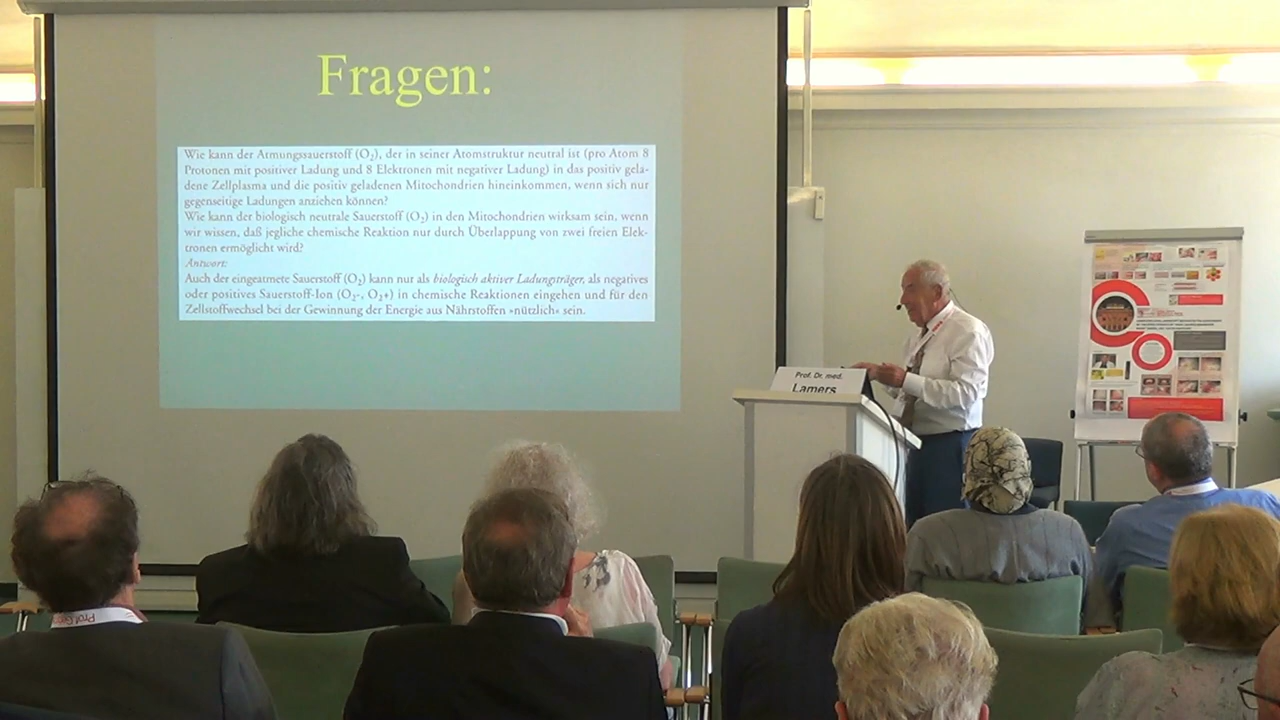 Fragen:
Wie kann der Atmungssauerstoff (O₂), der in seiner Atomstruktur neutral ist (pro Atom 8
Protonen mit positiver Ladung und 8 Elektronen mit negativer Ladung) in das positiv gela-
dene Zellplasma und die positiv geladenen Mitochondrien hineinkommen, wenn sich nur
gegenseitige Ladungen anziehen können?
Wie kann der biologisch neutrale Sauerstoff (O₂) in den Mitochondrien wirksam sein, wenn
wir wissen, daß jegliche chemische Reaktion nur durch Überlappung von zwei freien Elek-
tronen ermöglicht wird?
Antwort:
Auch der eingeatmete Sauerstoff (O₂) kann nur als biologisch aktiver Ladungsträger, als negatives
oder positives Sauerstoff-Ion (O₂-, O₂+) in chemische Reaktionen eingehen und für den
Zellstoffwechsel bei der Gewinnung der Energie aus Nährstoffen »nützlich« sein.
Prof. Dr. med.
Lamers